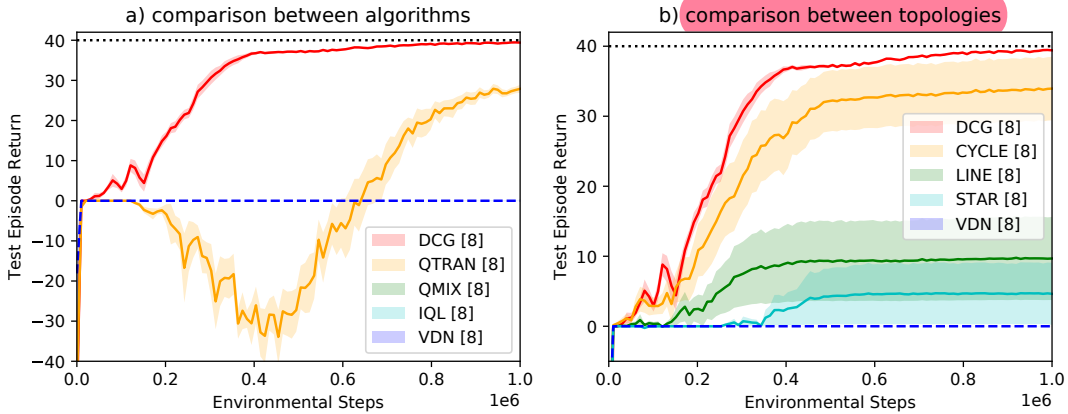 a) comparison between algorithms
40
30
20
10
0
−10
−20
−30
−40
Test Episode Return
DCG [8]
QTRAN [8]
QMIX [8]
IQL [8]
VDN [8]
0.0 0.2 0.4 0.6 0.8 1.0
Environmental Steps
1e6
b) comparison between topologies
40
30
20
10
0
Test Episode Return
DCG [8]
CYCLE [8]
LINE [8]
STAR [8]
VDN [8]
0.0 0.2 0.4 0.6 0.8 1.0
Environmental Steps
1e6